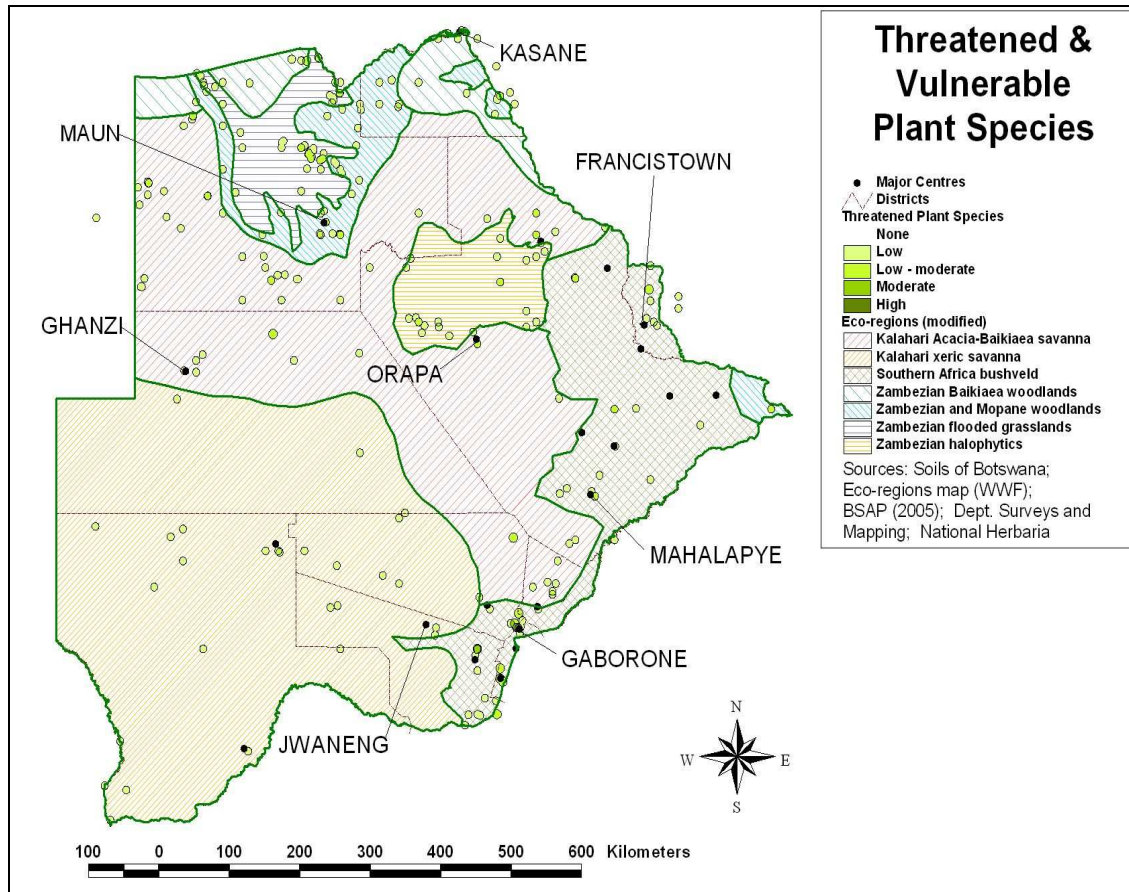 Threatened &
Vulnerable
Plant Species
Major Centres
Districts
Threatened Plant Species
None
Low
Low - moderate
Moderate
High
Eco-regions (modified)
Kalahari Acacia-Baikiaea savanna
Kalahari xeric savanna
Southern Africa bushveld
Zambezian Baikiaea woodlands
Zambezian and Mopane woodlands
Zambezian flooded grasslands
Zambezian halophytics
Sources: Soils of Botswana;
Eco-regions map (WWF);
BSAP (2005); Dept. Surveys and
Mapping; National Herbaria
KASANE
MAUN
FRANCISTOWN
GHANZI
ORAPA
MAHALAPYE
GABORONE
JWANENG
N
W E
S
100 0 100 200 300 400 500 600 Kilometers